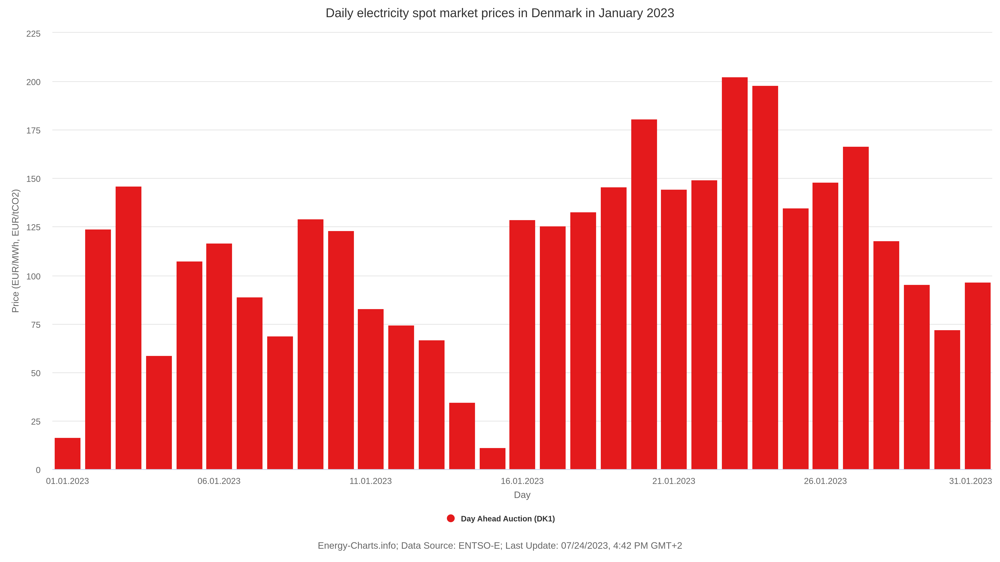 Daily electricity spot market prices in Denmark in January 2023
225
200
175
150
125
100
75
50
25
0
Price (EUR/MWh, EUR/tCO2)
01.01.2023 06.01.2023 11.01.2023 16.01.2023 21.01.2023 26.01.2023 31.01.2023
Day
Day Ahead Auction (DK1)
Energy-Charts.info; Data Source: ENTSO-E; Last Update: 07/24/2023, 4:42 PM GMT+2